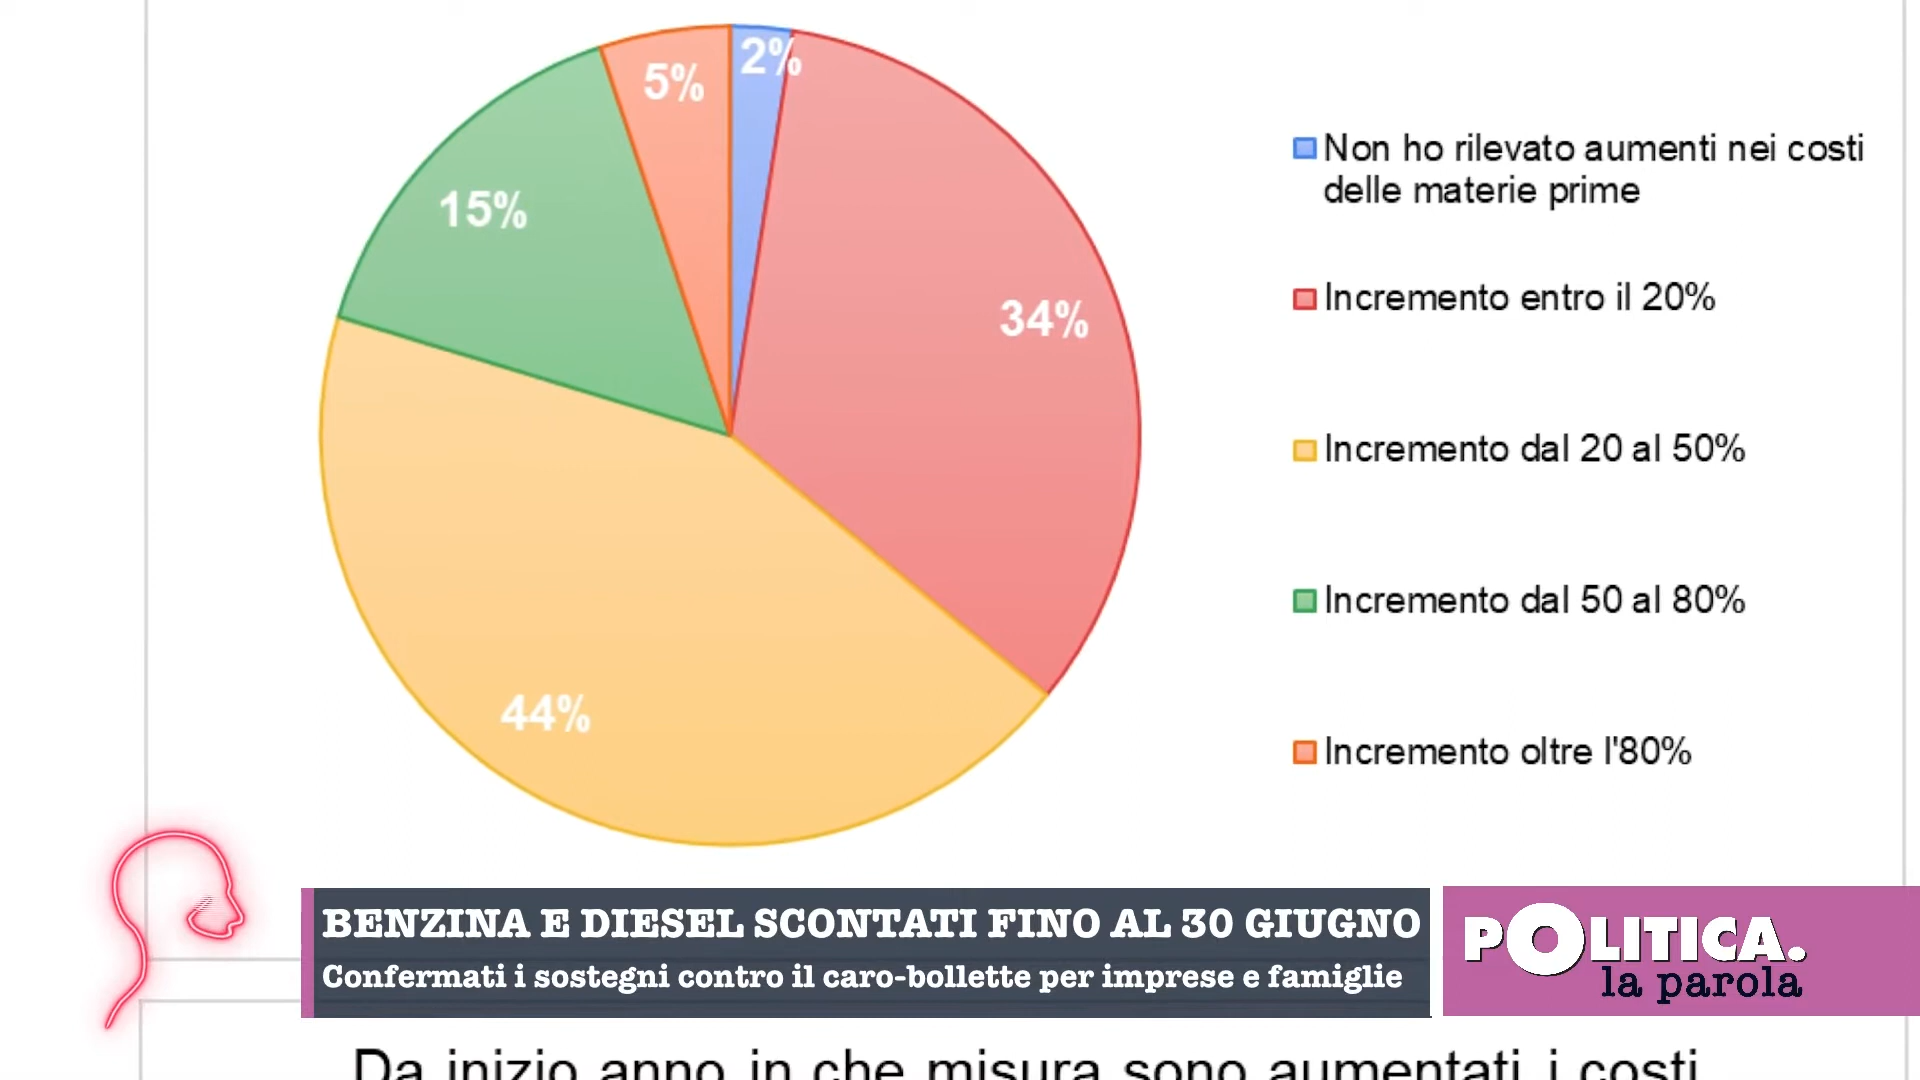 2%
5%
15%
34%
44%
Non ho rilevato aumenti nei costi
delle materie prime
Incremento entro il 20%
Incremento dal 20 al 50%
Incremento dal 50 al 80%
Incremento oltre l'80%
BENZINA E DIESEL SCONTATI FINO AL 30 GIUGNO
Confermati i sostegni contro il caro-bollette per imprese e famiglie
POLITICA.
la parola
Da inizio anno in che misura sono aumentati i costi